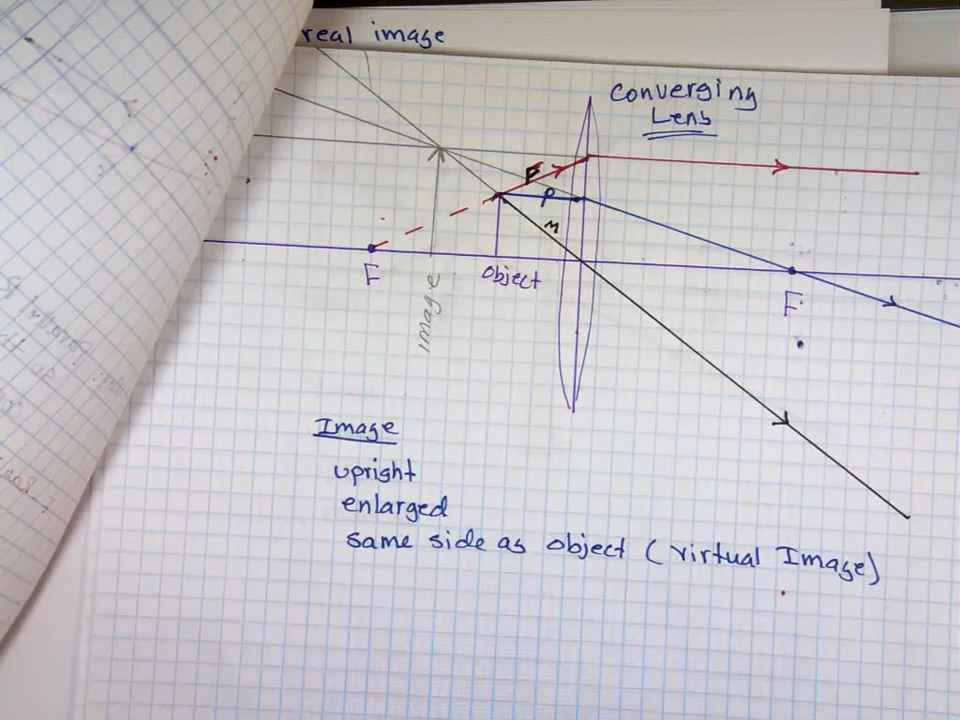 real image
Converging
Lens
F
P
M
F
object
F
image
Image
upright
enlarged
same side as object (virtual Image)